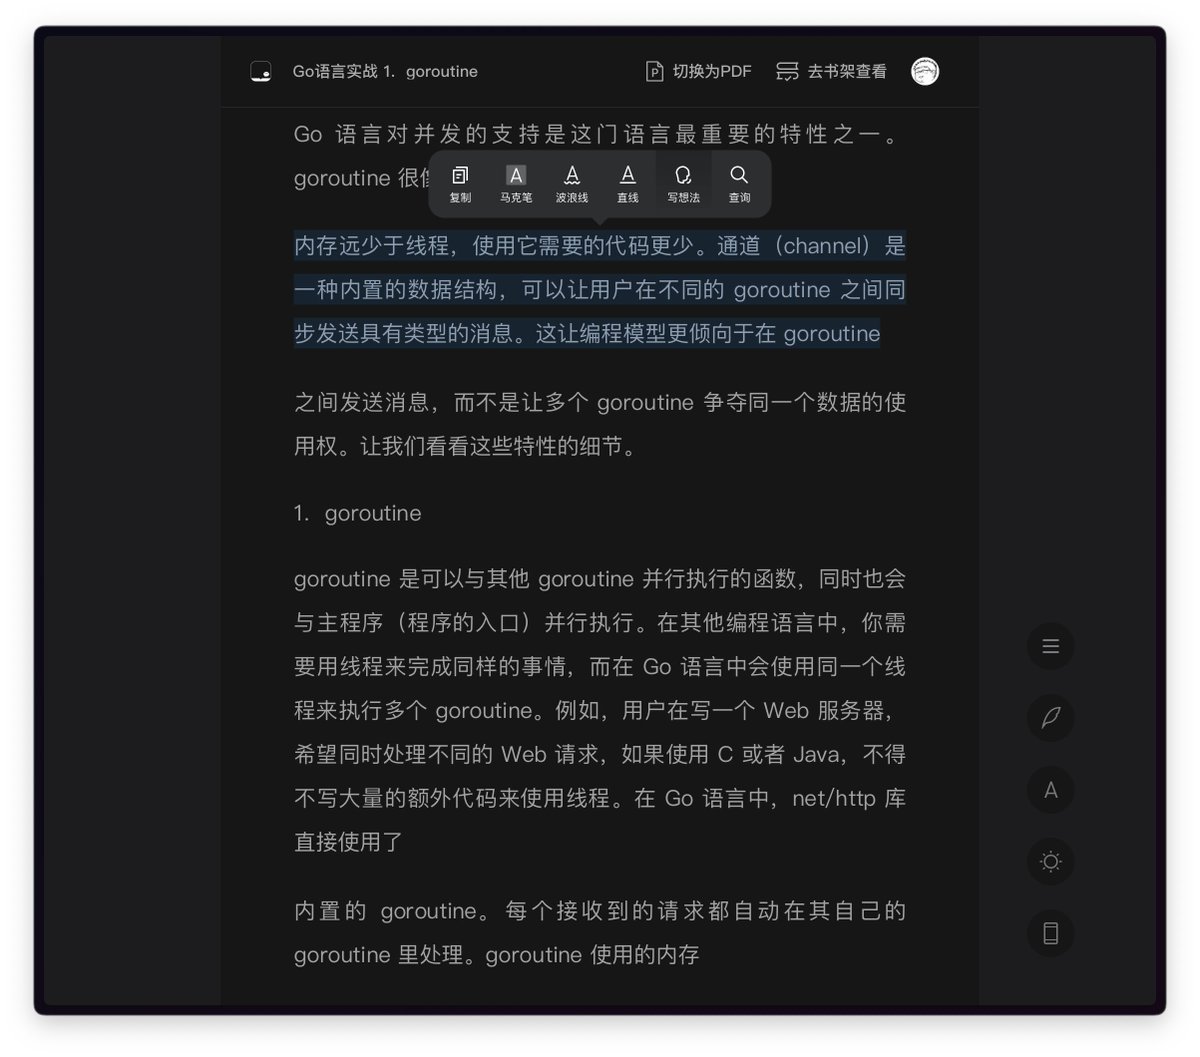 Go语言实战 1. goroutine
切换为PDF
去书架查看
Go 语言对并发的支持是这门语言最重要的特性之一。
goroutine 很
复制
马克笔
波浪线
直线
写想法
查询
内存远少于线程，使用它需要的代码更少。通道（channel）是
一种内置的数据结构，可以让用户在不同的 goroutine 之间同
步发送具有类型的消息。这让编程模型更倾向于在 goroutine
之间发送消息，而不是让多个 goroutine 争夺同一个数据的使
用权。让我们看看这些特性的细节。
1. goroutine
goroutine 是可以与其他 goroutine 并行执行的函数，同时也会
与主程序（程序的入口）并行执行。在其他编程语言中，你需
要用线程来完成同样的事情，而在 Go 语言中会使用同一个线
程来执行多个 goroutine。例如，用户在写一个 Web 服务器，
希望同时处理不同的 Web 请求，如果使用 C 或者 Java，不得
不写大量的额外代码来使用线程。在 Go 语言中，net/http 库
直接使用了
内置的 goroutine。每个接收到的请求都自动在其自己的
goroutine 里处理。goroutine 使用的内存